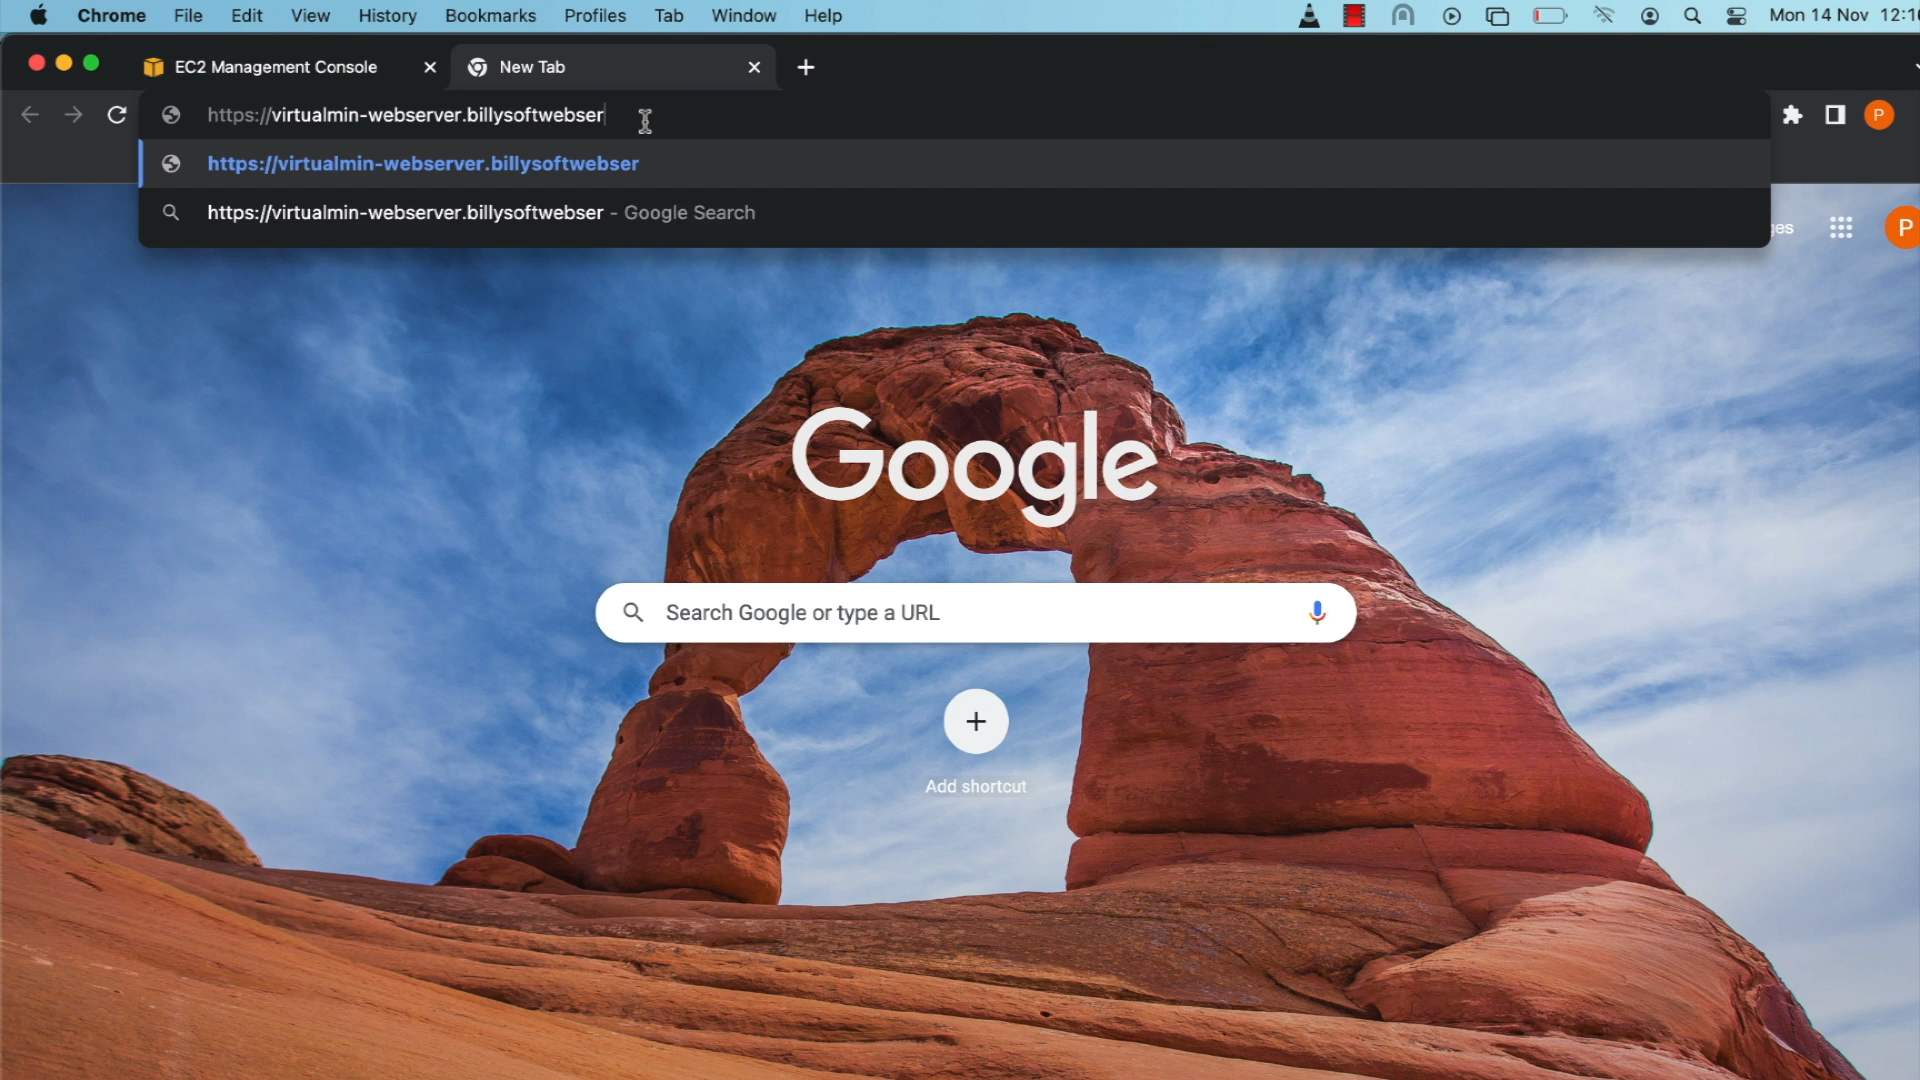 Chrome File Edit View History Bookmarks Profiles Tab Window Help Mon 14 Nov
EC2 Management Console New Tab
https://virtualmin-webserver.billysoftwebser
P
https://virtualmin-webserver.billysoftwebser
https://virtualmin-webserver.billysoftwebser - Google Search
P
Google
Search Google or type a URL
Add shortcut